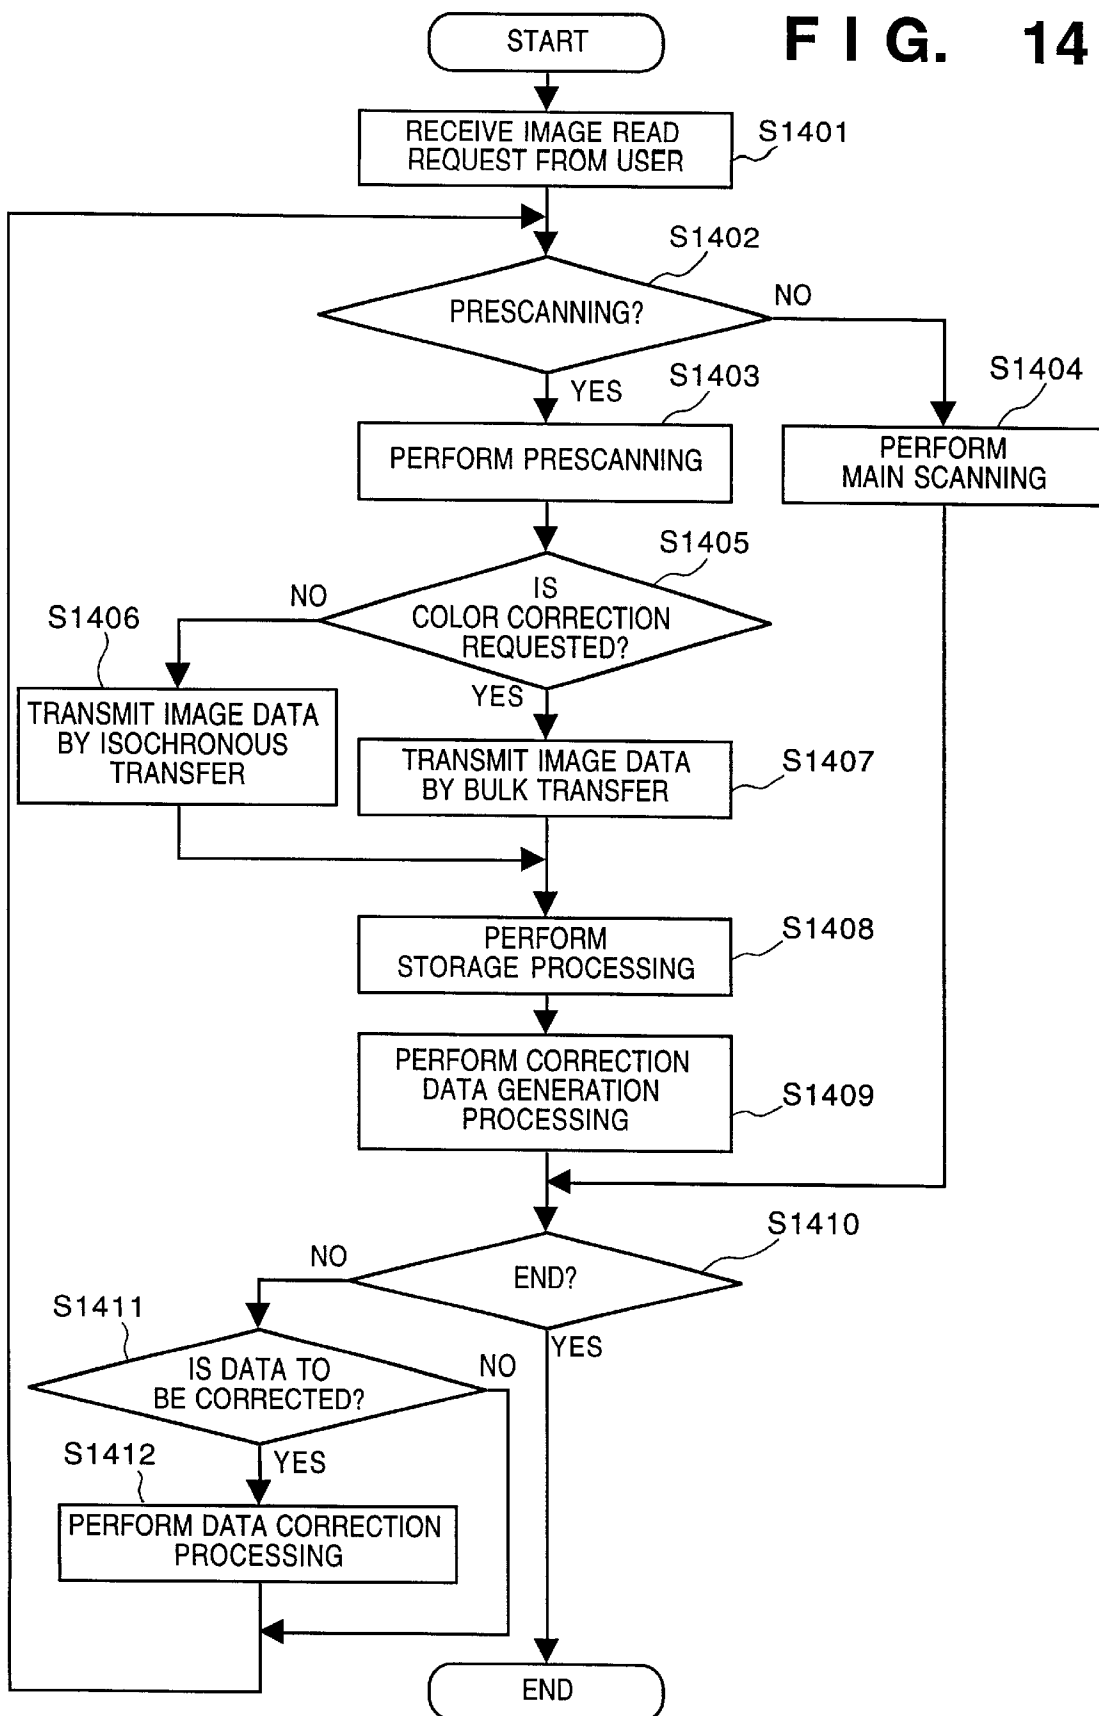 FIG. 14
START
RECEIVE IMAGE READ
REQUEST FROM USER
S1401
S1402
PRESCANNING?
NO
YES
S1403
S1404
PERFORM PRESCANNING
PERFORM
MAIN SCANNING
S1405
IS
COLOR CORRECTION
REQUESTED?
NO
S1406
YES
TRANSMIT IMAGE DATA
BY ISOCHRONOUS
TRANSFER
TRANSMIT IMAGE DATA
BY BULK TRANSFER
S1407
PERFORM
STORAGE PROCESSING
S1408
PERFORM CORRECTION
DATA GENERATION
PROCESSING
S1409
S1410
END?
NO
YES
S1411
IS DATA TO
BE CORRECTED?
NO
YES
S1412
PERFORM DATA CORRECTION
PROCESSING
END